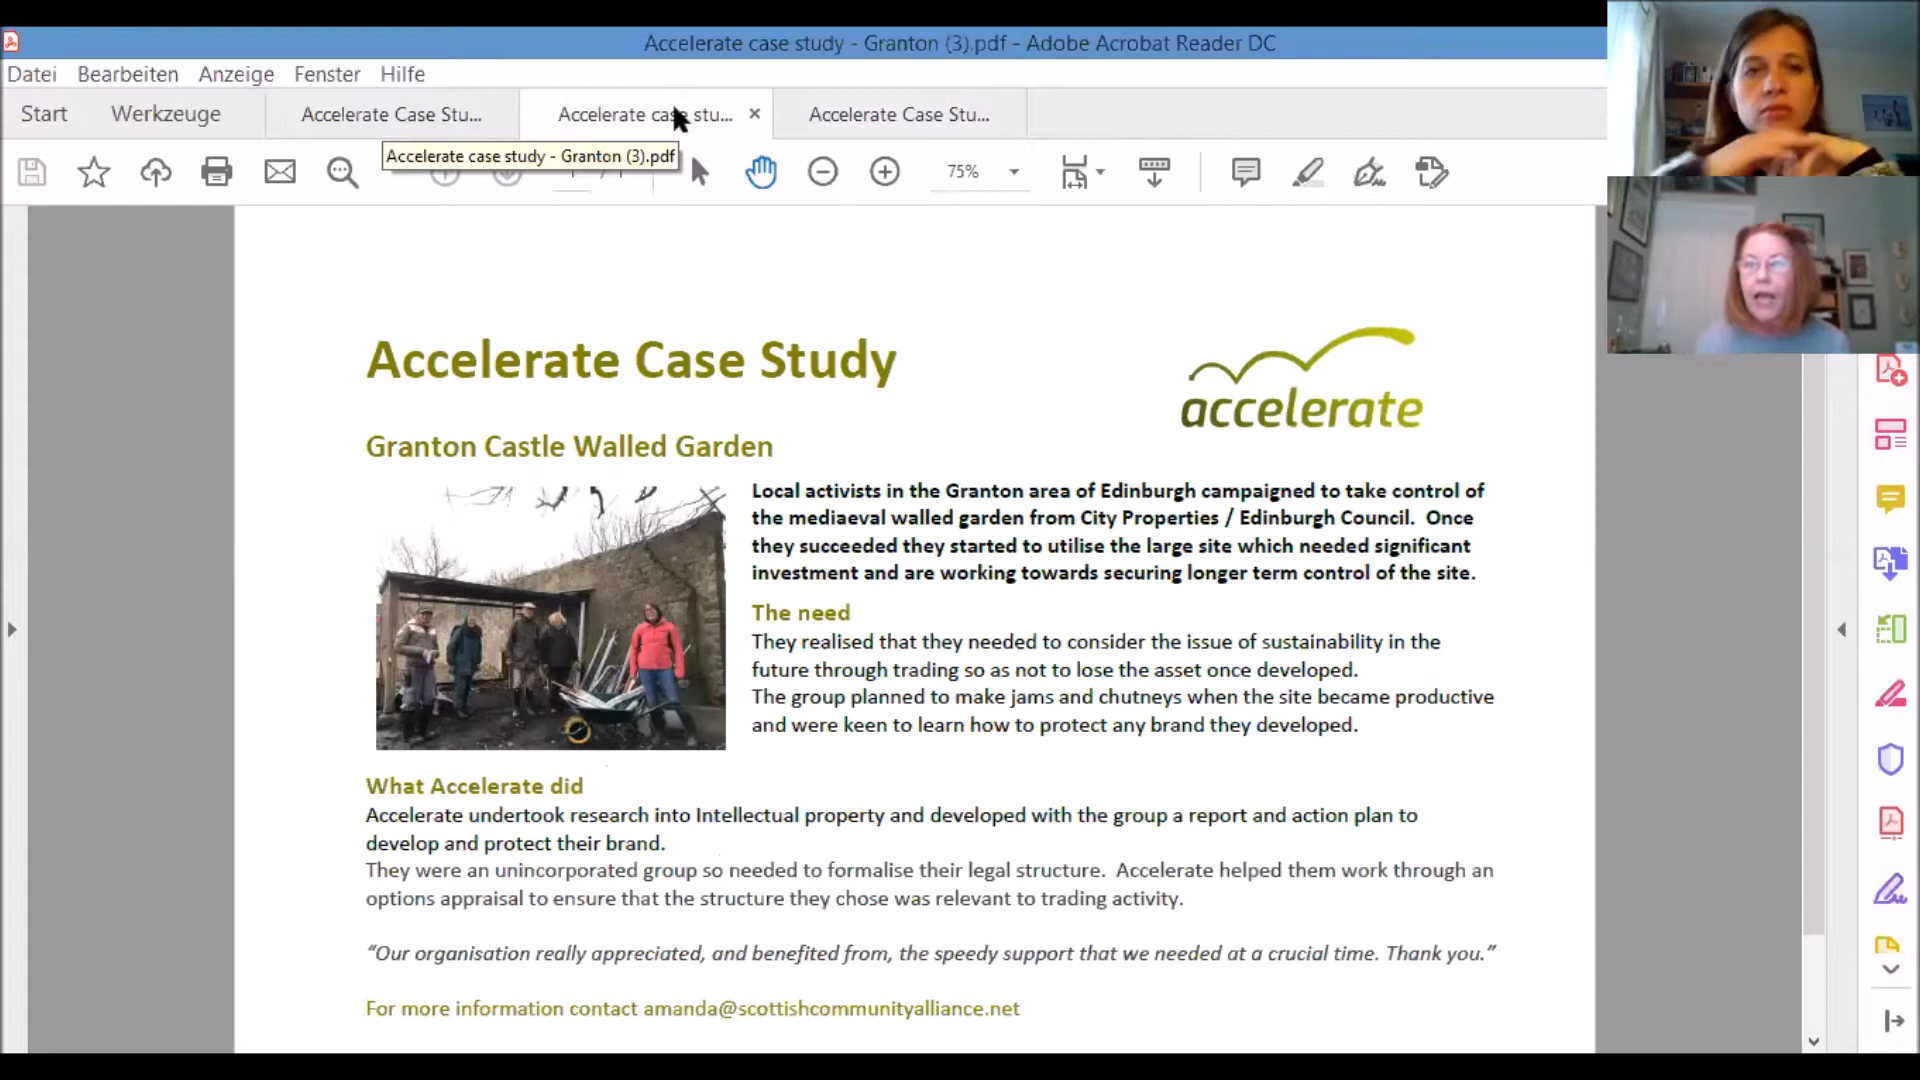 Accelerate case study - Granton (3).pdf - Adobe Acrobat Reader DC
Datei Bearbeiten Anzeige Fenster Hilfe
Start Werkzeuge Accelerate Case Stu... Accelerate case stu... Accelerate Case Stu...
Accelerate case study - Granton (3).pdf
75%
Accelerate Case Study
accelerate
Granton Castle Walled Garden
Local activists in the Granton area of Edinburgh campaigned to take control of
the mediaeval walled garden from City Properties / Edinburgh Council. Once
they succeeded they started to utilise the large site which needed significant
investment and are working towards securing longer term control of the site.
The need
They realised that they needed to consider the issue of sustainability in the
future through trading so as not to lose the asset once developed.
The group planned to make jams and chutneys when the site became productive
and were keen to learn how to protect any brand they developed.
What Accelerate did
Accelerate undertook research into Intellectual property and developed with the group a report and action plan to
develop and protect their brand.
They were an unincorporated group so needed to formalise their legal structure. Accelerate helped them work through an
options appraisal to ensure that the structure they chose was relevant to trading activity.
“Our organisation really appreciated, and benefited from, the speedy support that we needed at a crucial time. Thank you.”
For more information contact amanda@scottishcommunityalliance.net